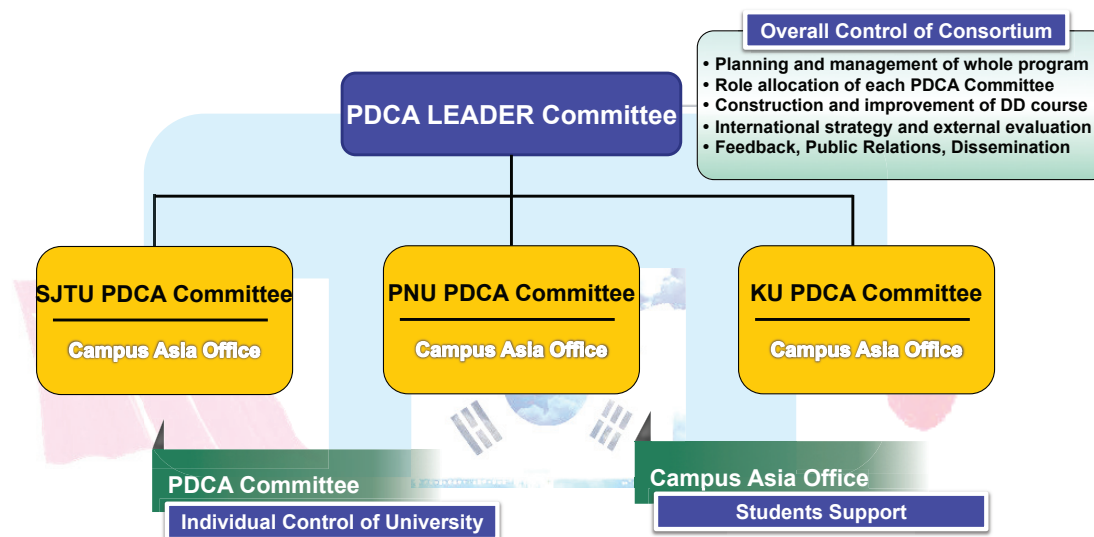 Overall Control of Consortium
• Planning and management of whole program
• Role allocation of each PDCA Committee
• Construction and improvement of DD course
• International strategy and external evaluation
• Feedback, Public Relations, Dissemination
PDCA LEADER Committee
SJTU PDCA Committee
Campus Asia Office
PNU PDCA Committee
Campus Asia Office
KU PDCA Committee
Campus Asia Office
PDCA Committee
Individual Control of University
Campus Asia Office
Students Support